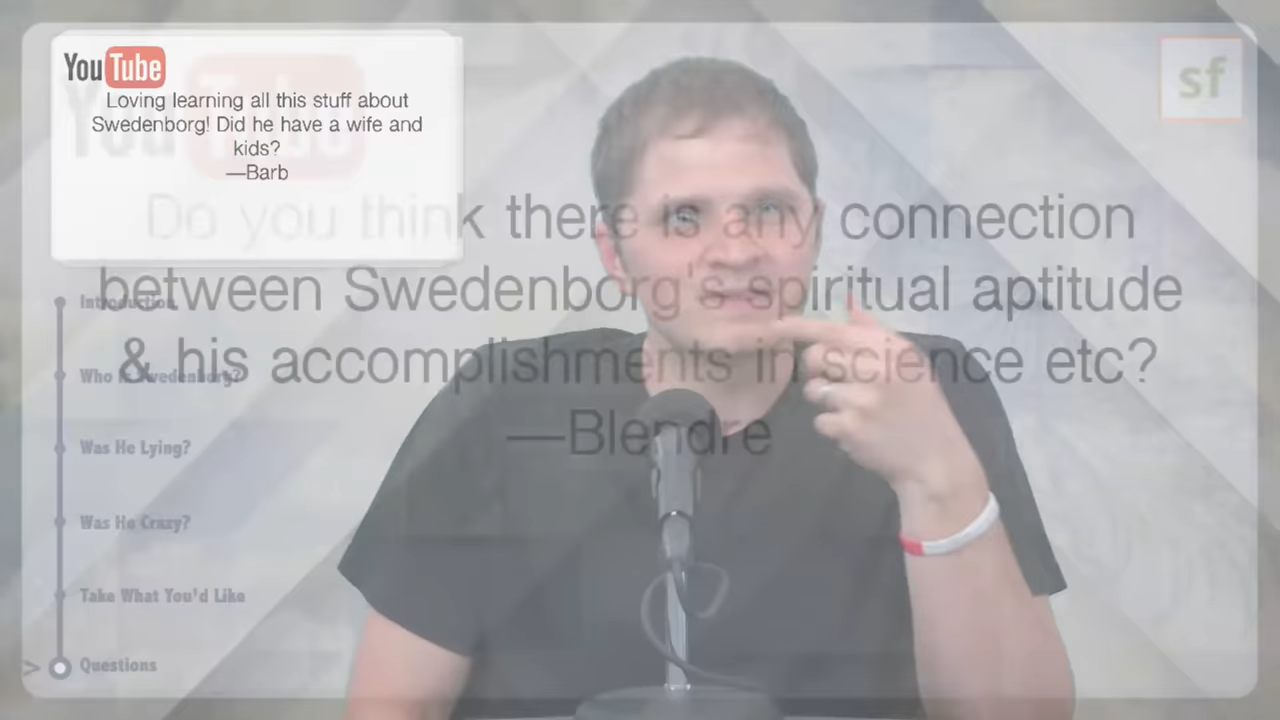 YouTube
Loving learning all this stuff about
Swedenborg! Did he have a wife and
kids?
—Barb
sf
YouTube
Do you think there is any connection
between Swedenborg's spiritual aptitude
& his accomplishments in science etc?
—Blendre
Introduction
Who is Swedenborg?
Was He Lying?
Was He Crazy?
Take What You'd Like
> Questions